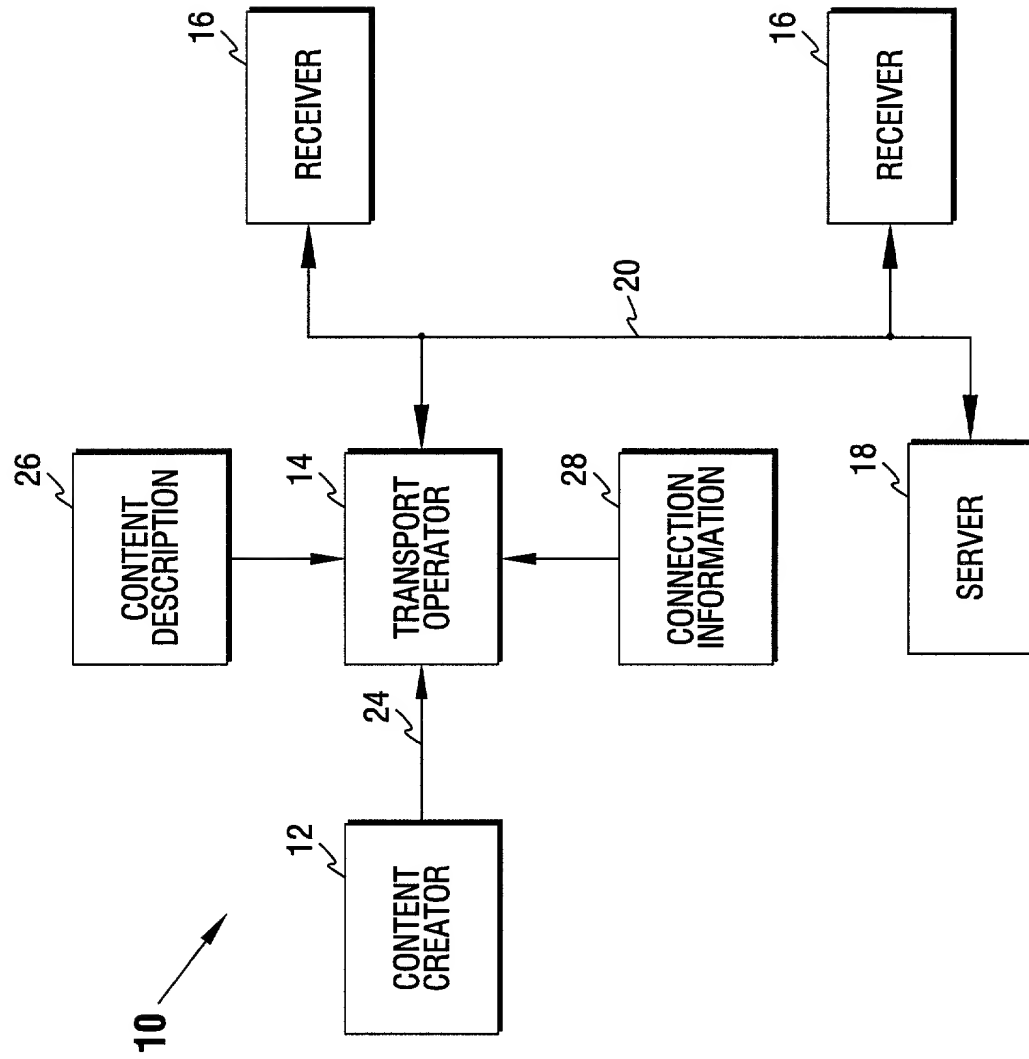 10
12
CONTENT
CREATOR
24
26
CONTENT
DESCRIPTION
14
TRANSPORT
OPERATOR
28
CONNECTION
INFORMATION
18
SERVER
20
16
RECEIVER
16
RECEIVER